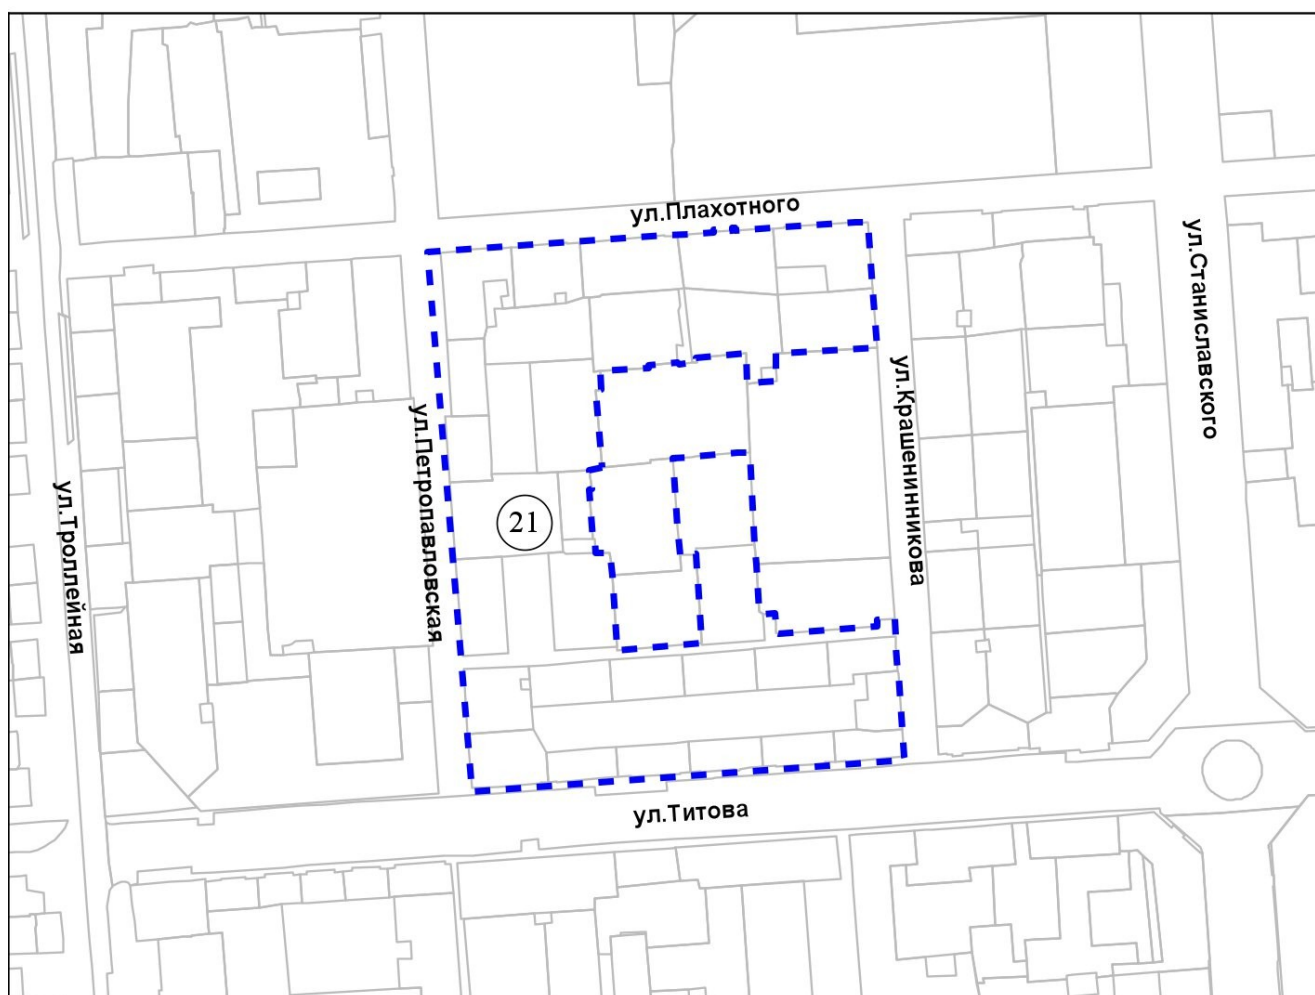 ул.Плахотного
ул.Станиславского
ул.Крашенинникова
ул.Петропавловская
ул.Троллейная
21
ул.Титова